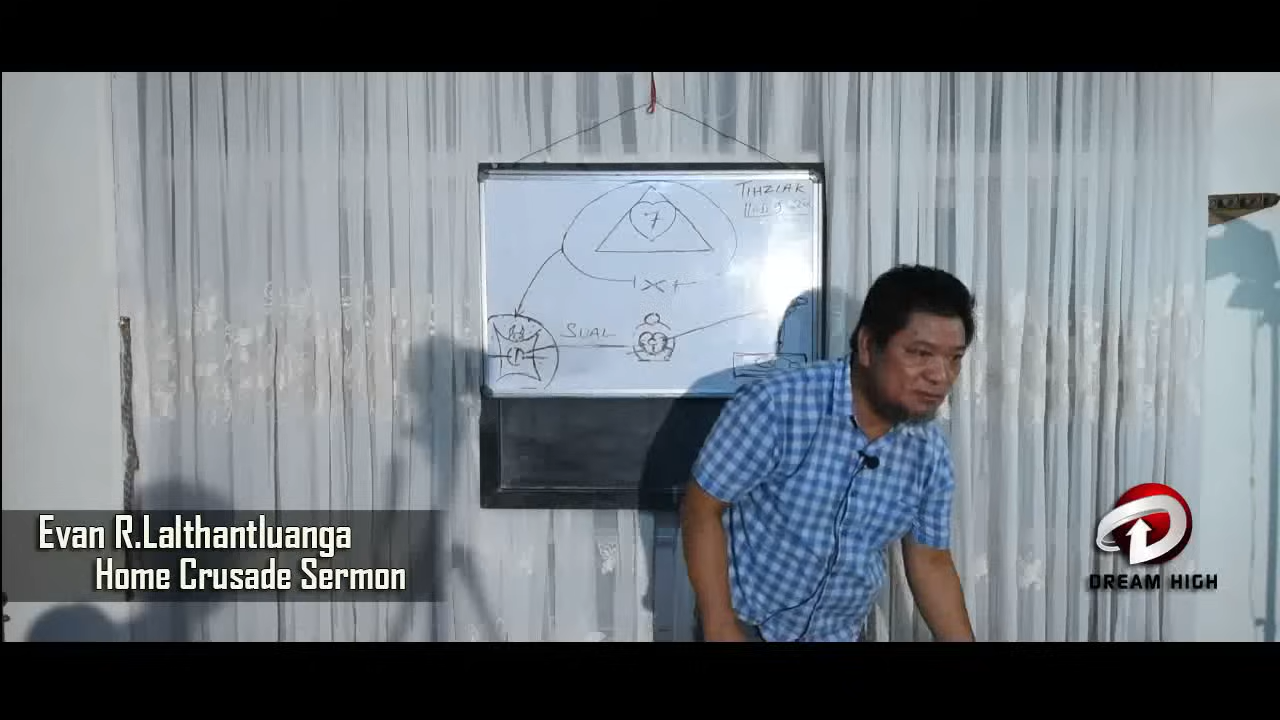 TIHZIAK
7
SUAL
Evan R.Lalthantluanga
Home Crusade Sermon
DREAM HIGH